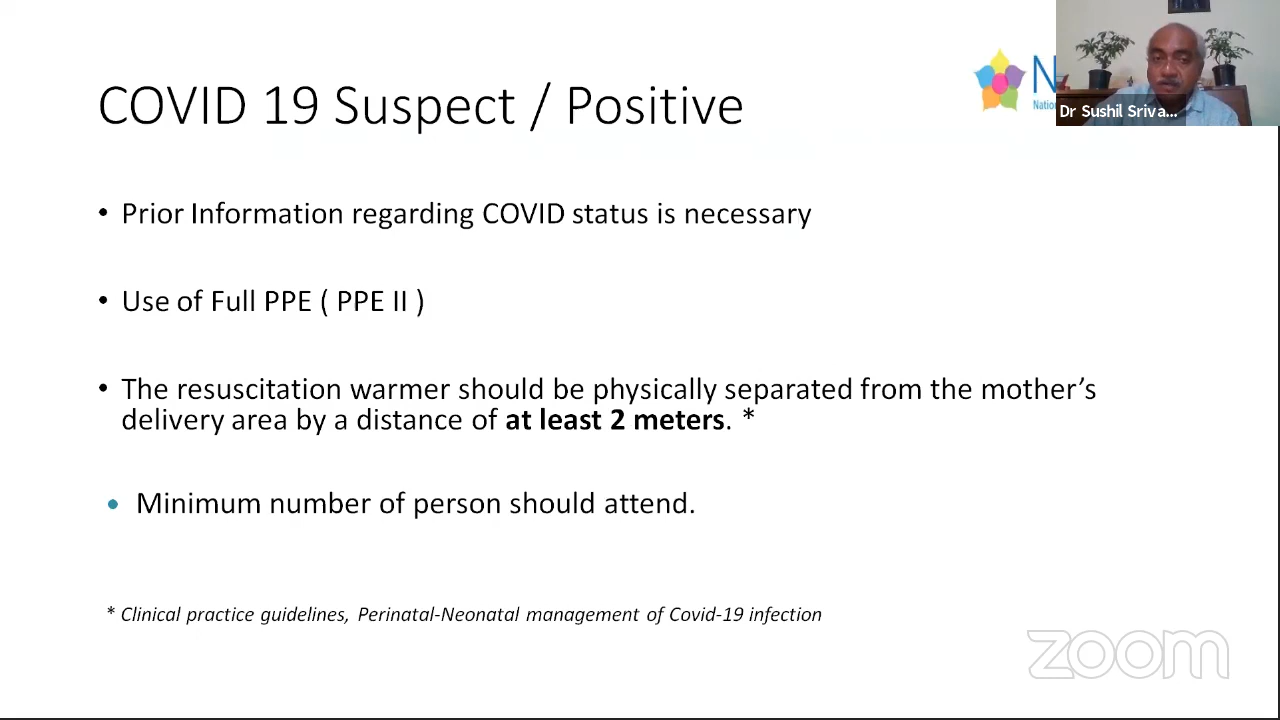 COVID 19 Suspect / Positive
N
Nation
Dr Sushil Sriva...
• Prior Information regarding COVID status is necessary
• Use of Full PPE ( PPE II )
• The resuscitation warmer should be physically separated from the mother’s
delivery area by a distance of at least 2 meters. *
• Minimum number of person should attend.
* Clinical practice guidelines, Perinatal-Neonatal management of Covid-19 infection
zoom